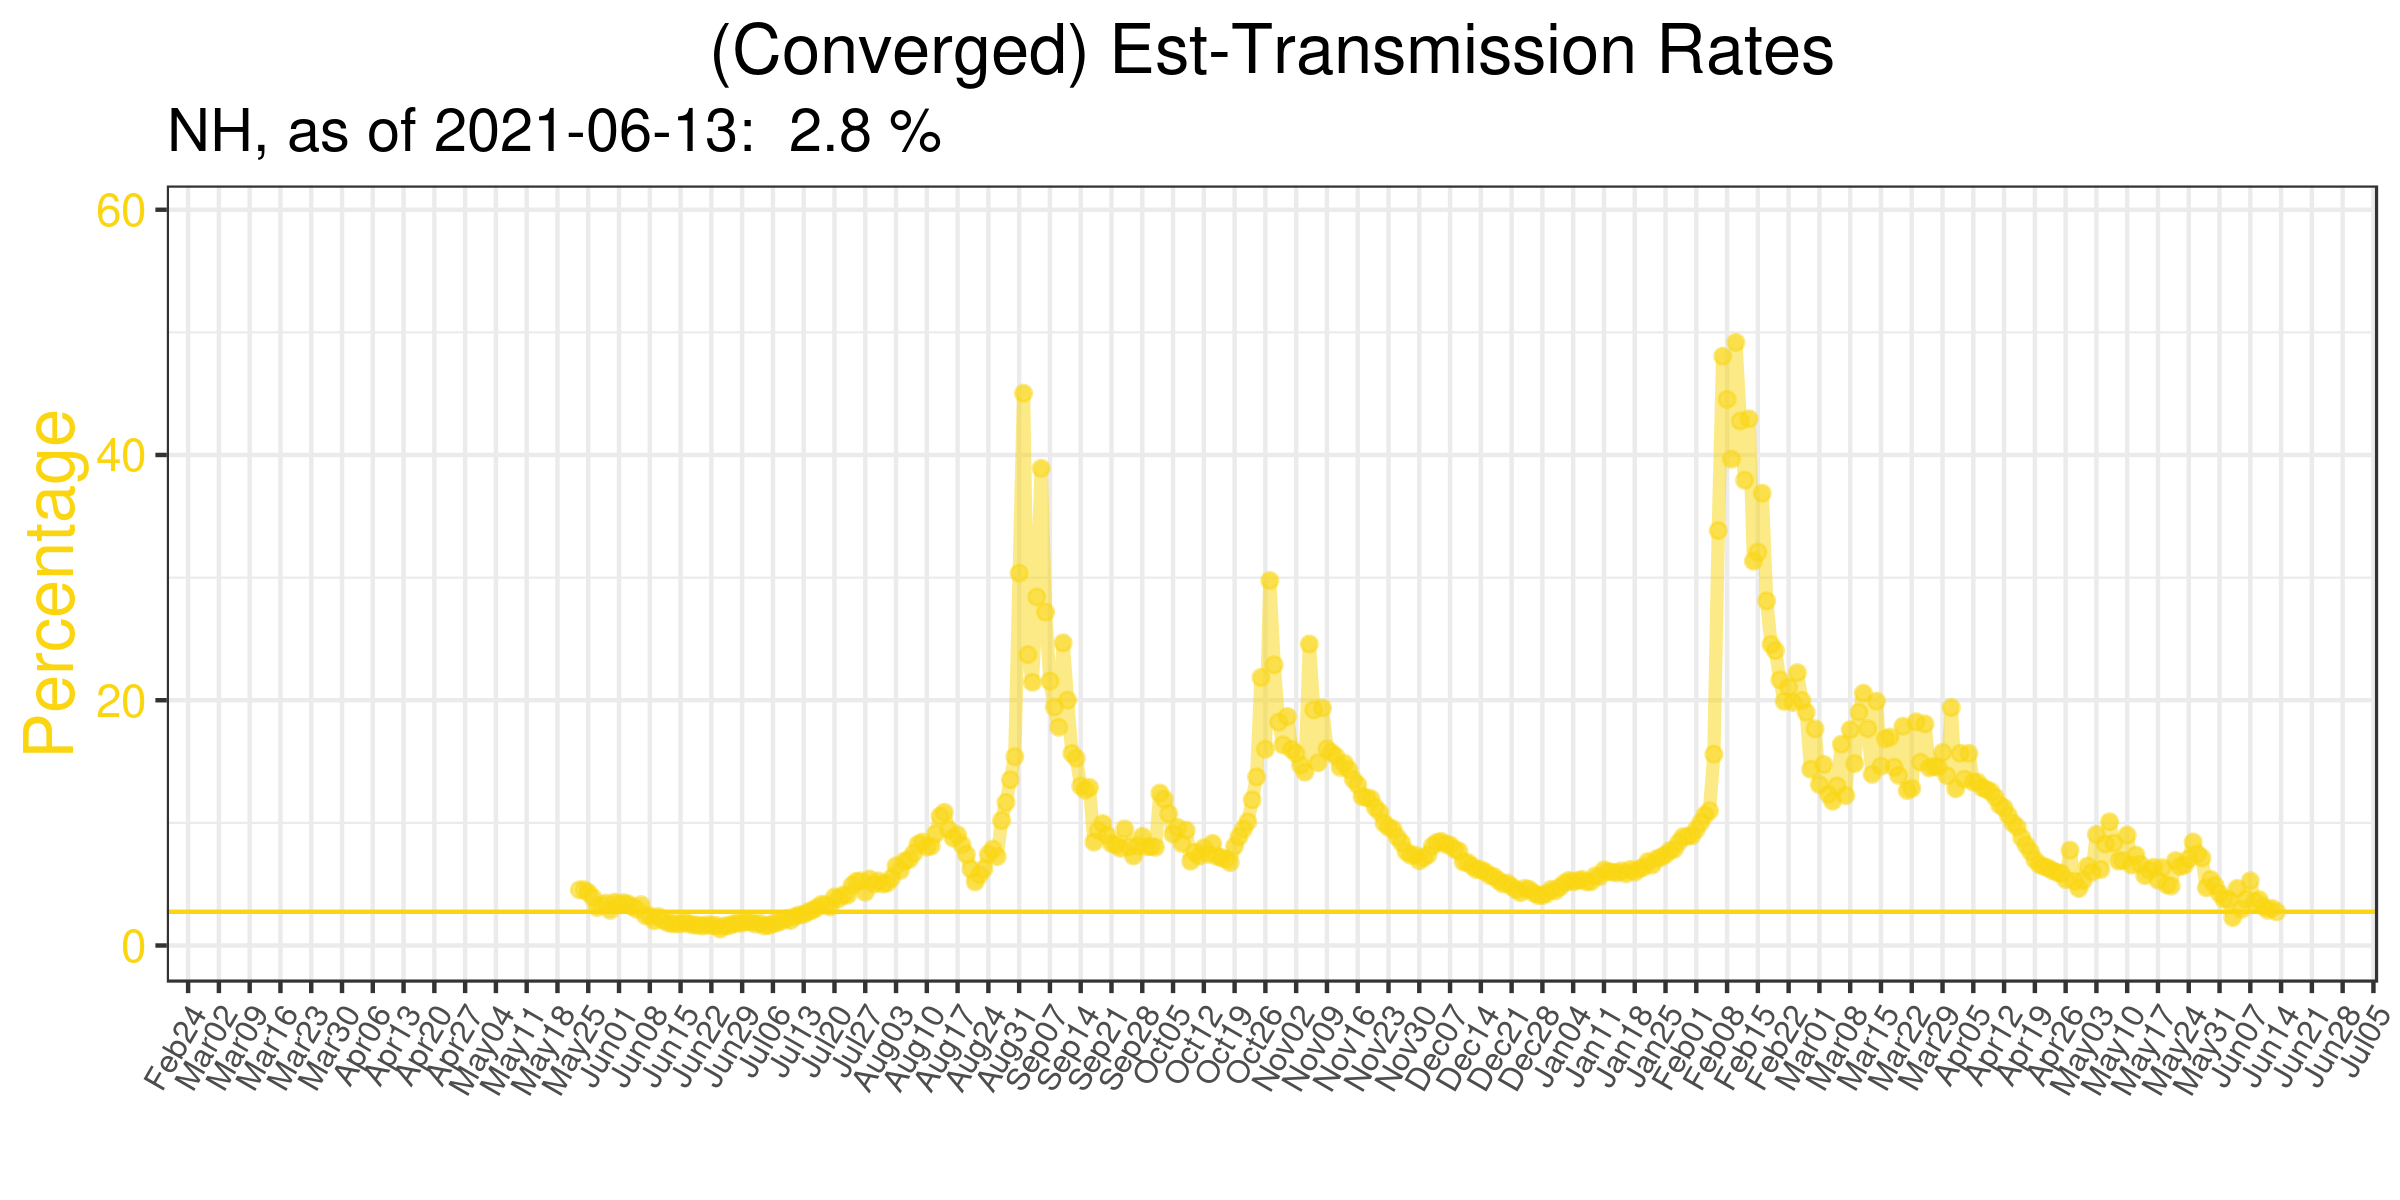 (Converged) Est-Transmission Rates
NH, as of 2021-06-13:  2.8 %
Percentage
60
40
20
0
Feb24
Mar02
Mar09
Mar16
Mar23
Mar30
Apr06
Apr13
Apr20
Apr27
May04
May11
May18
May25
Jun01
Jun08
Jun15
Jun22
Jun29
Jul06
Jul13
Jul20
Jul27
Aug03
Aug10
Aug17
Aug24
Aug31
Sep07
Sep14
Sep21
Sep28
Oct05
Oct12
Oct19
Oct26
Nov02
Nov09
Nov16
Nov23
Nov30
Dec07
Dec14
Dec21
Dec28
Jan04
Jan11
Jan18
Jan25
Feb01
Feb08
Feb15
Feb22
Mar01
Mar08
Mar15
Mar22
Mar29
Apr05
Apr12
Apr19
Apr26
May03
May10
May17
May24
May31
Jun07
Jun14
Jun21
Jun28
Jul05